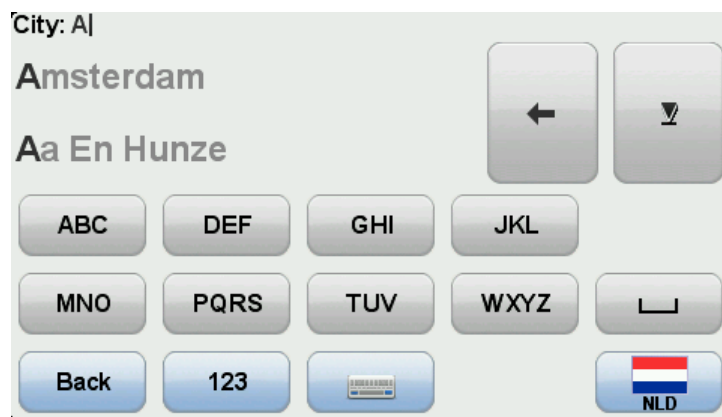 City: A
Amsterdam
Aa En Hunze
ABC DEF GHI JKL
MNO PQRS TUV WXYZ
Back 123 NLD